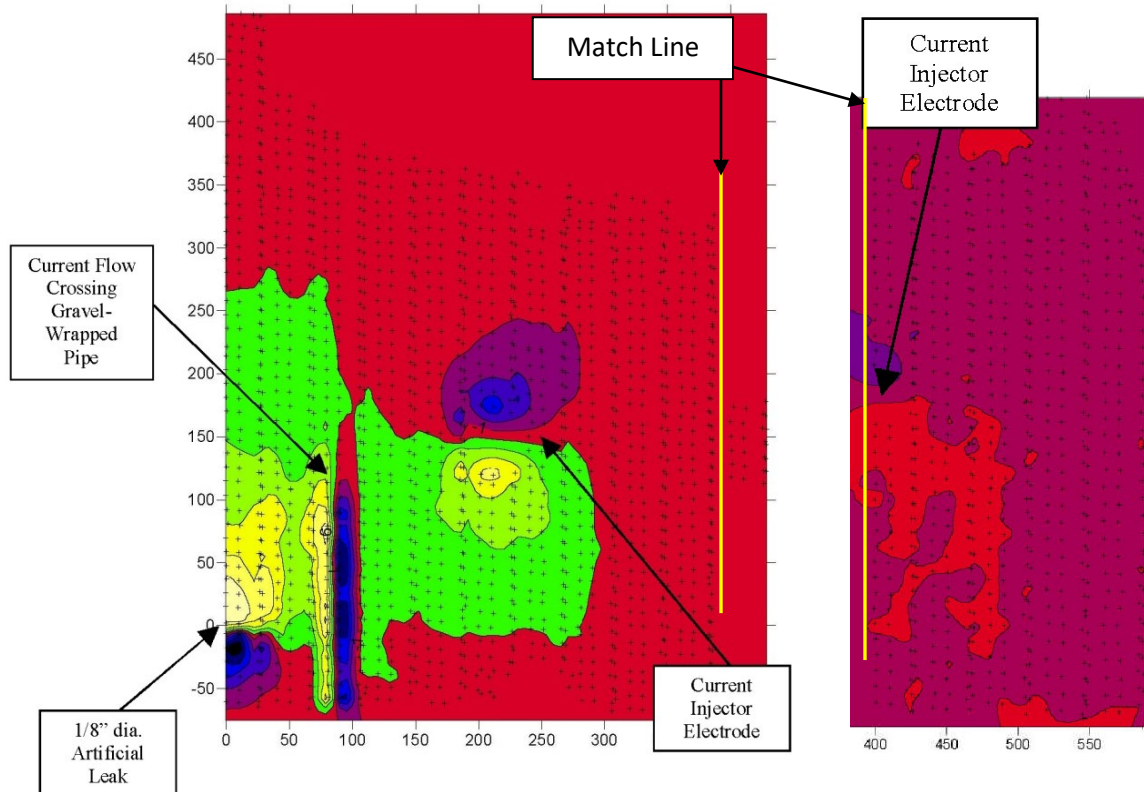 Match Line
Current
Injector
Electrode
450
400
350
300
250
200
150
100
50
0
-50
Current Flow
Crossing
Gravel-
Wrapped
Pipe
1/8” dia.
Artificial
Leak
Current
Injector
Electrode
0 50 100 150 200 250 300
400 450 500 550